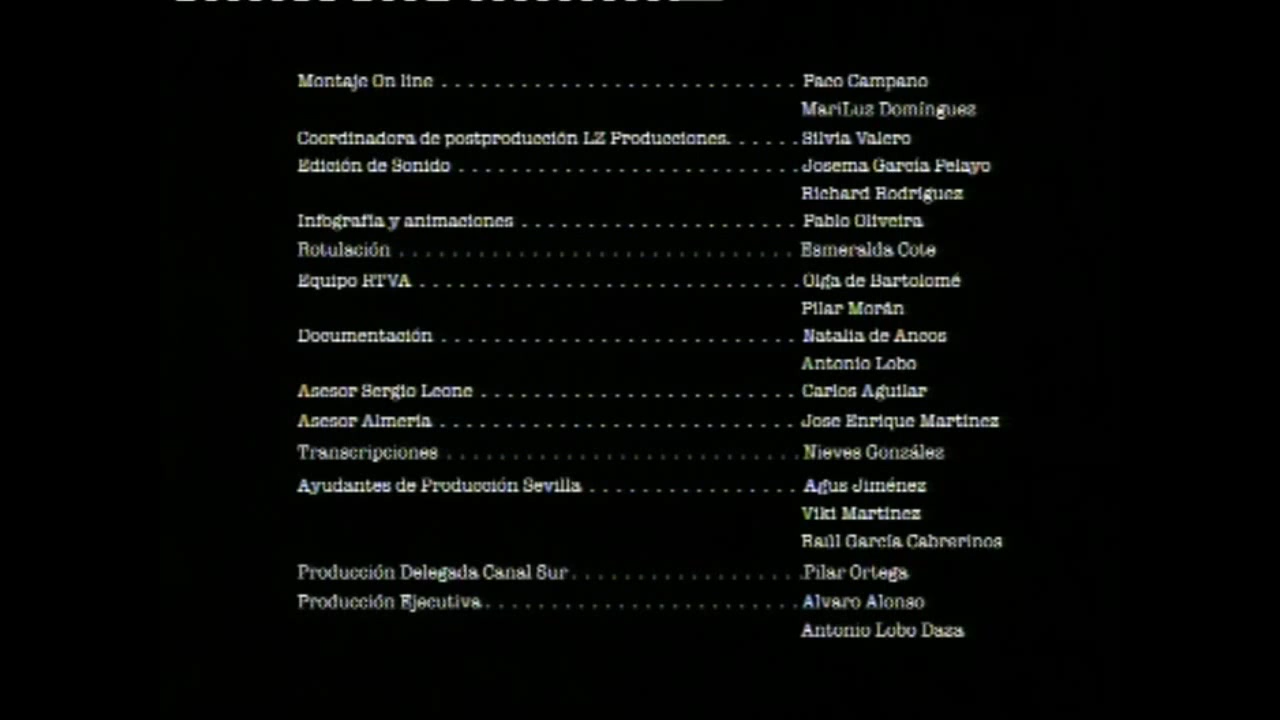 Montaje On line . . . . . . . . . . . . . . . . . . . . . . . . . . . . Paco Campano
MariLuz Domínguez
Coordinadora de postproducción LZ Producciones. . . . . . Silvia Valero
Edición de Sonido . . . . . . . . . . . . . . . . . . . . . . . . . . . Josema García Pelayo
Richard Rodríguez
Infografía y animaciones . . . . . . . . . . . . . . . . . . . . . . Pablo Oliveira
Rotulación . . . . . . . . . . . . . . . . . . . . . . . . . . . . . . . Esmeralda Cote
Equipo RTVA . . . . . . . . . . . . . . . . . . . . . . . . . . . . . . Olga de Bartolomé
Pilar Morán
Documentación . . . . . . . . . . . . . . . . . . . . . . . . . . . . Natalia de Ancos
Antonio Lobo
Asesor Sergio Leone . . . . . . . . . . . . . . . . . . . . . . . . . Carlos Aguilar
Asesor Almería . . . . . . . . . . . . . . . . . . . . . . . . . . . . . Jose Enrique Martínez
Transcripciones . . . . . . . . . . . . . . . . . . . . . . . . . . . . Nieves González
Ayudantes de Producción Sevilla . . . . . . . . . . . . . . . . . Agus Jiménez
Viki Martínez
Raúl García Cabrerinos
Producción Delegada Canal Sur . . . . . . . . . . . . . . . . . . Pilar Ortega
Producción Ejecutiva . . . . . . . . . . . . . . . . . . . . . . . . . Alvaro Alonso
Antonio Lobo Daza